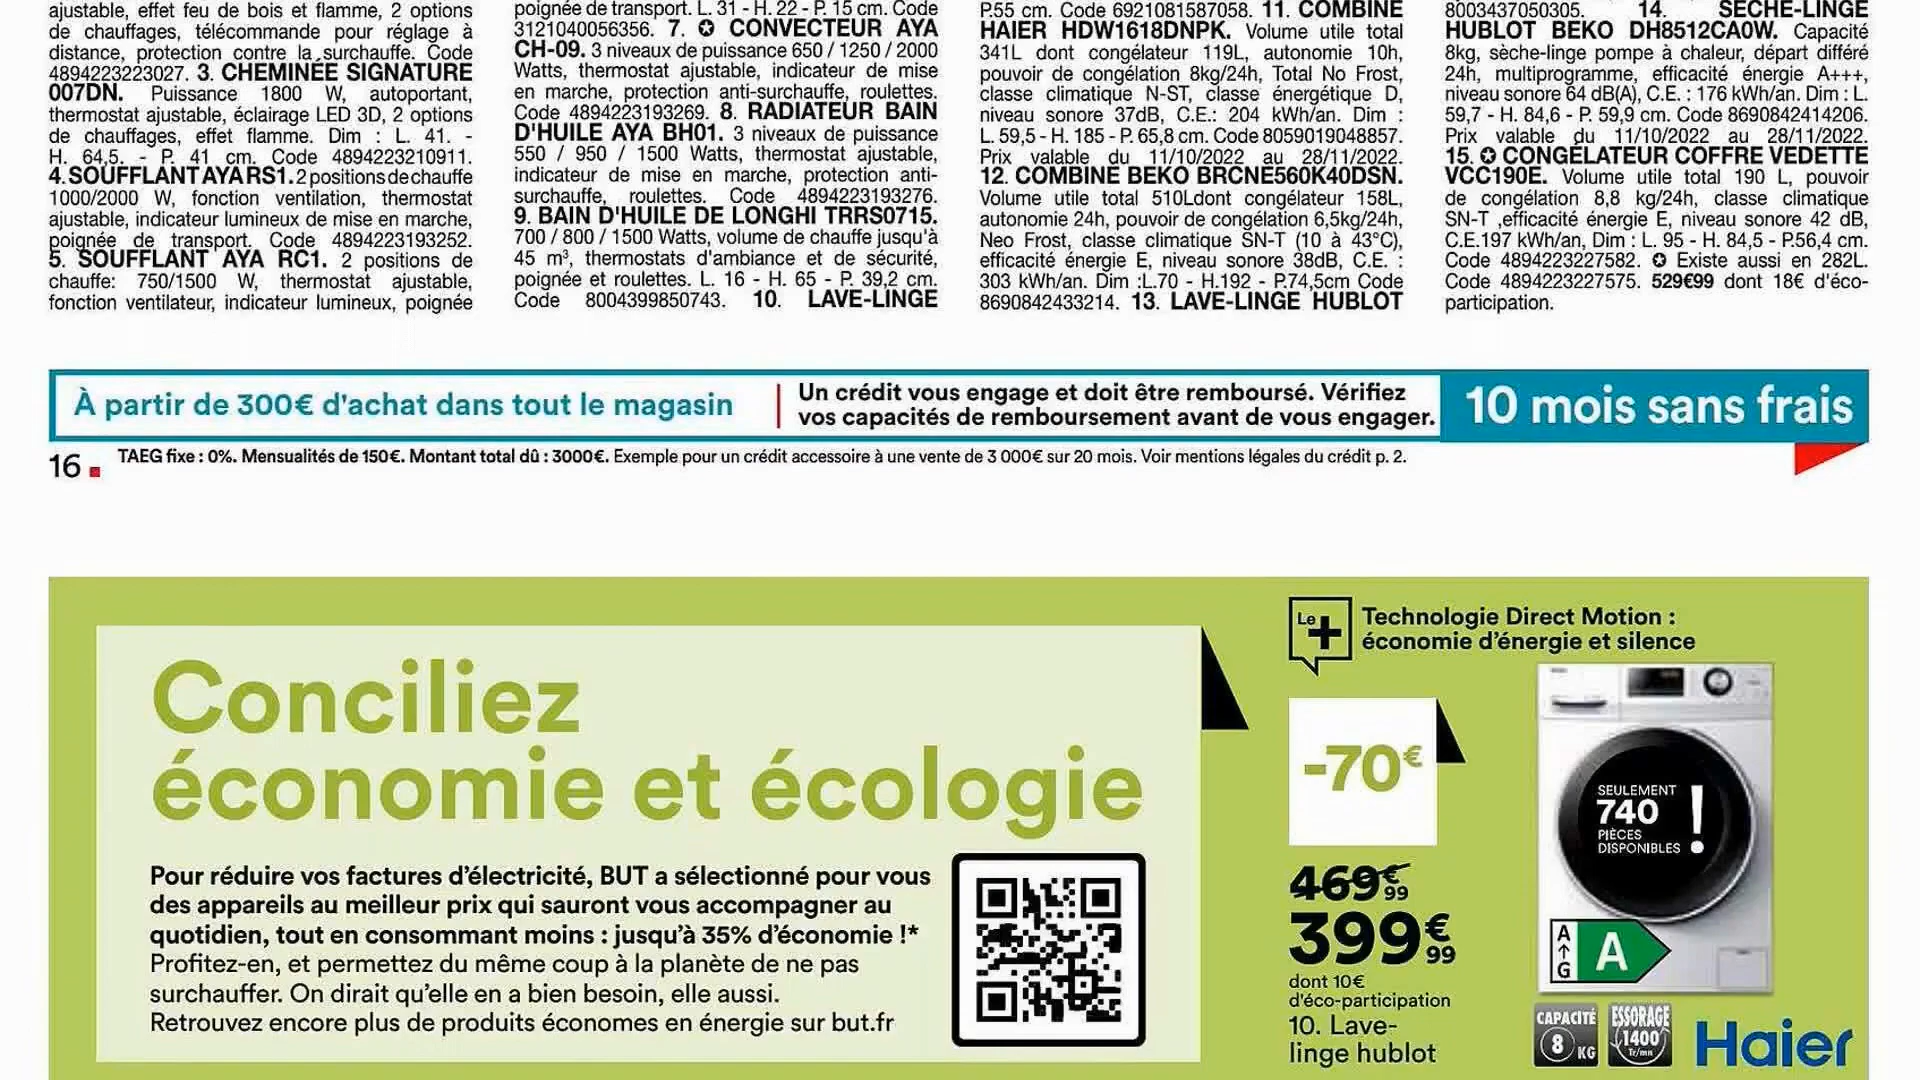 ajustable, effet feu de bois et flamme, 2 options
de chauffages, télécommande pour réglage à
distance, protection contre la surchauffe. Code
4894223223027. 3. CHEMINÉE SIGNATURE
007DN. Puissance 1800 W, autoportant,
thermostat ajustable, éclairage LED 3D, 2 options
de chauffages, effet flamme. Dim : L. 41. -
H. 64,5. - P. 41 cm. Code 4894223210911.
4. SOUFFLANT AYA RS1. 2 positions de chauffe
1000/2000 W, fonction ventilation, thermostat
ajustable, indicateur lumineux de mise en marche,
poignée de transport. Code 4894223193252.
5. SOUFFLANT AYA RC1. 2 positions de
chauffe: 750/1500 W, thermostat ajustable,
fonction ventilateur, indicateur lumineux, poignée
poignée de transport. L. 31 - H. 22 - P. 15 cm. Code
3121040056356. 7. ✪ CONVECTEUR AYA
CH-09. 3 niveaux de puissance 650 / 1250 / 2000
Watts, thermostat ajustable, indicateur de mise
en marche, protection anti-surchauffe, roulettes.
Code 4894223193269. 8. RADIATEUR BAIN
D'HUILE AYA BH01. 3 niveaux de puissance
550 / 950 / 1500 Watts, thermostat ajustable,
indicateur de mise en marche, protection anti-
surchauffe, roulettes. Code 4894223193276.
9. BAIN D'HUILE DE LONGHI TRRS0715.
700 / 800 / 1500 Watts, volume de chauffe jusqu'à
45 m³, thermostats d'ambiance et de sécurité,
poignée et roulettes. L. 16 - H. 65 - P. 39,2 cm.
Code 8004399850743. 10. LAVE-LINGE
P.55 cm. Code 6921081587058. 11. COMBINÉ
HAIER HDW1618DNPK. Volume utile total
341L dont congélateur 119L, autonomie 10h,
pouvoir de congélation 8kg/24h, Total No Frost,
classe climatique N-ST, classe énergétique D,
niveau sonore 37dB, C.E.: 204 kWh/an. Dim :
L. 59,5 - H. 185 - P. 65,8 cm. Code 8059019048857.
Prix valable du 11/10/2022 au 28/11/2022.
12. COMBINÉ BEKO BRCNE560K40DSN.
Volume utile total 510Ldont congélateur 158L,
autonomie 24h, pouvoir de congélation 6,5kg/24h,
Neo Frost, classe climatique SN-T (10 à 43°C),
efficacité énergie E, niveau sonore 38dB, C.E. :
303 kWh/an. Dim :L.70 - H.192 - P.74,5cm Code
8690842433214. 13. LAVE-LINGE HUBLOT
8003437050305. 14. SÈCHE-LINGE
HUBLOT BEKO DH8512CA0W. Capacité
8kg, sèche-linge pompe à chaleur, départ différé
24h, multiprogramme, efficacité énergie A+++,
niveau sonore 64 dB(A), C.E. : 176 kWh/an. Dim : L.
59,7 - H. 84,6 - P. 59,9 cm. Code 8690842414206.
Prix valable du 11/10/2022 au 28/11/2022.
15. ✪ CONGÉLATEUR COFFRE VEDETTE
VCC190E. Volume utile total 190 L, pouvoir
de congélation 8,8 kg/24h, classe climatique
SN-T ,efficacité énergie E, niveau sonore 42 dB,
C.E.197 kWh/an, Dim : L. 95 - H. 84,5 - P.56,4 cm.
Code 4894223227582. ✪ Existe aussi en 282L.
Code 4894223227575. 529€99 dont 18€ d'éco-
participation.
À partir de 300€ d'achat dans tout le magasin
Un crédit vous engage et doit être remboursé. Vérifiez
vos capacités de remboursement avant de vous engager.
10 mois sans frais
16
TAEG fixe : 0%. Mensualités de 150€. Montant total dû : 3000€. Exemple pour un crédit accessoire à une vente de 3 000€ sur 20 mois. Voir mentions légales du crédit p. 2.
Conciliez
économie et écologie
Pour réduire vos factures d'électricité, BUT a sélectionné pour vous
des appareils au meilleur prix qui sauront vous accompagner au
quotidien, tout en consommant moins : jusqu'à 35% d'économie !*
Profitez-en, et permettez du même coup à la planète de ne pas
surchauffer. On dirait qu'elle en a bien besoin, elle aussi.
Retrouvez encore plus de produits économes en énergie sur but.fr
Le +
Technologie Direct Motion :
économie d'énergie et silence
-70€
469€99
399€99
dont 10€
d'éco-participation
10. Lave-
linge hublot
SEULEMENT
740
PIÈCES
DISPONIBLES !
A
↑
G
A
CAPACITÉ
8 KG
ESSORAGE
1400
Tr/mn
Haier